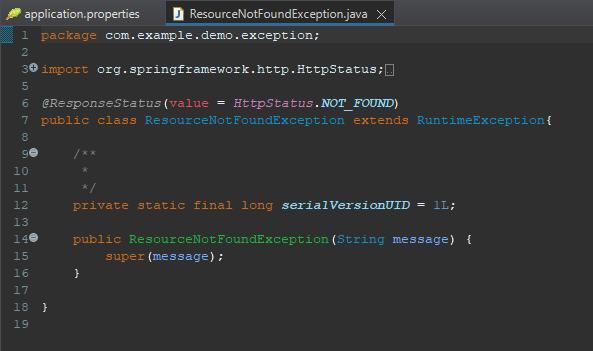 application.properties ResourceNotFoundException.java
1 package com.example.demo.exception;
2
3 import org.springframework.http.HttpStatus;
5
6 @ResponseStatus(value = HttpStatus.NOT_FOUND)
7 public class ResourceNotFoundException extends RuntimeException{
8
9     /**
10      *
11      */
12     private static final long serialVersionUID = 1L;
13
14     public ResourceNotFoundException(String message) {
15         super(message);
16     }
17
18 }
19